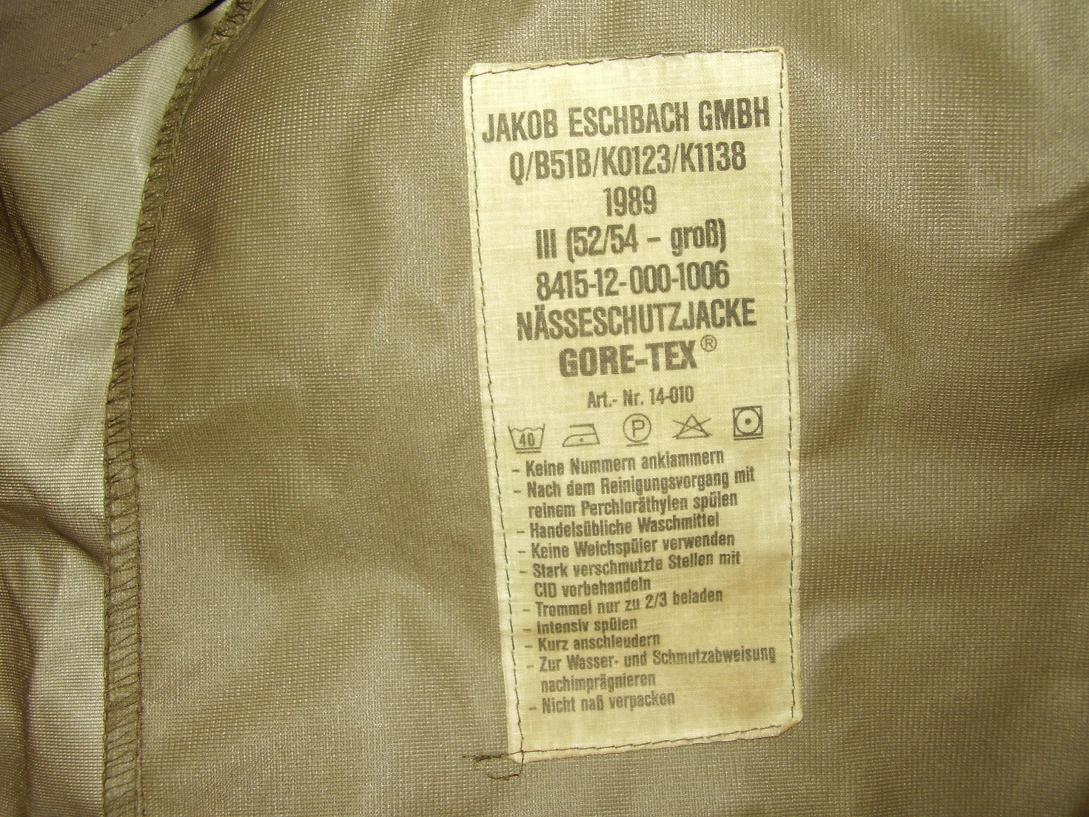 JAKOB ESCHBACH GMBH
Q/B51B/K0123/K1138
1989
III (52/54 – groß)
8415-12-000-1006
NÄSSESCHUTZJACKE
GORE-TEX®
Art.- Nr. 14-010
40 P
- Keine Nummern anklammern
- Nach dem Reinigungsvorgang mit
reinem Perchloräthylen spülen
- Handelsübliche Waschmittel
- Keine Weichspüler verwenden
- Stark verschmutzte Stellen mit
CID vorbehandeln
- Trommel nur zu 2/3 beladen
- Intensiv spülen
- Kurz anschleudern
- Zur Wasser- und Schmutzabweisung
nachimprägnieren
- Nicht naß verpacken